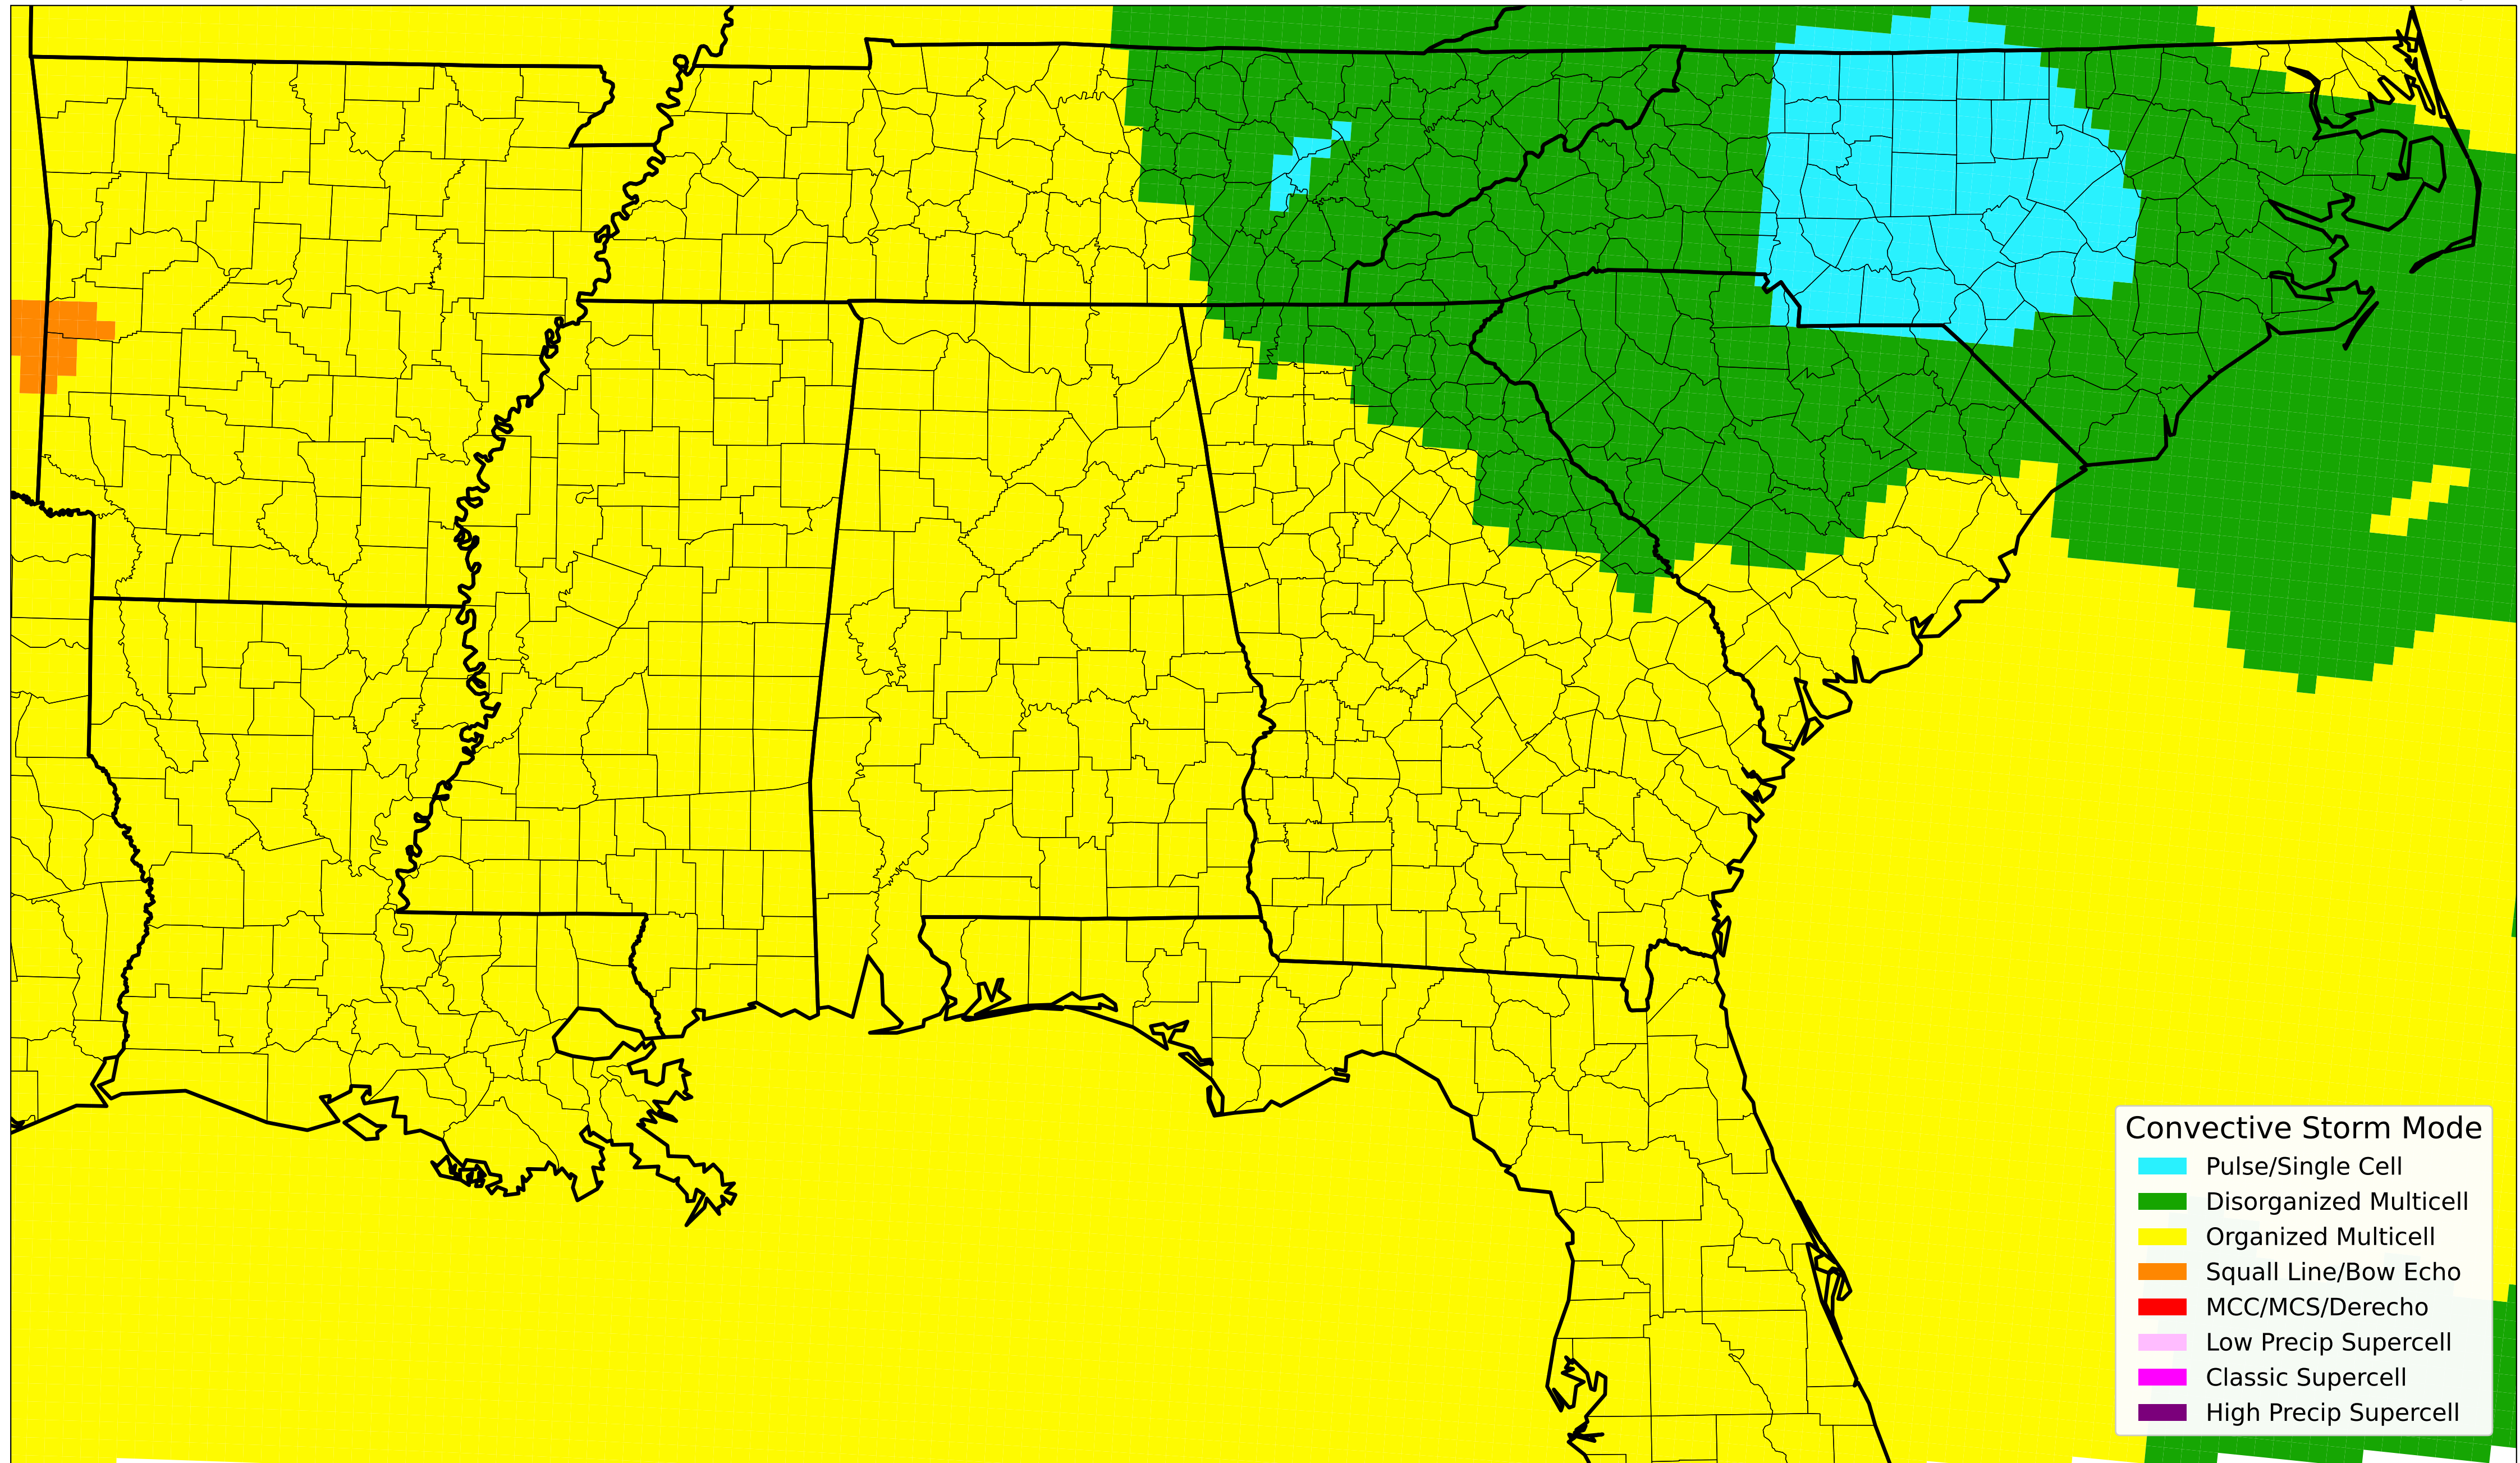 Convective Storm Mode
Pulse/Single Cell
Disorganized Multicell
Organized Multicell
Squall Line/Bow Echo
MCC/MCS/Derecho
Low Precip Supercell
Classic Supercell
High Precip Supercell